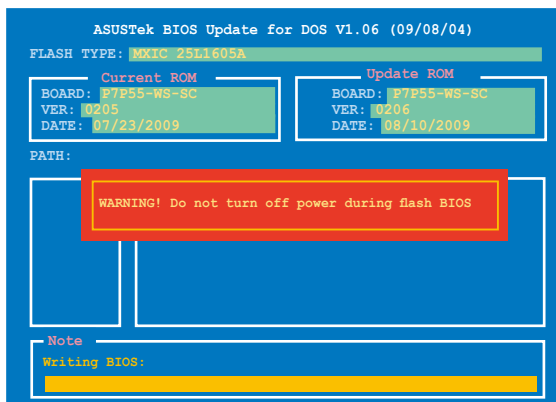 ASUSTek BIOS Update for DOS V1.06 (09/08/04)
FLASH TYPE: MXIC 25L1605A
Current ROM
BOARD: P7P55-WS-SC
VER: 0205
DATE: 07/23/2009
Update ROM
BOARD: P7P55-WS-SC
VER: 0206
DATE: 08/10/2009
PATH:
WARNING! Do not turn off power during flash BIOS
Note
Writing BIOS: